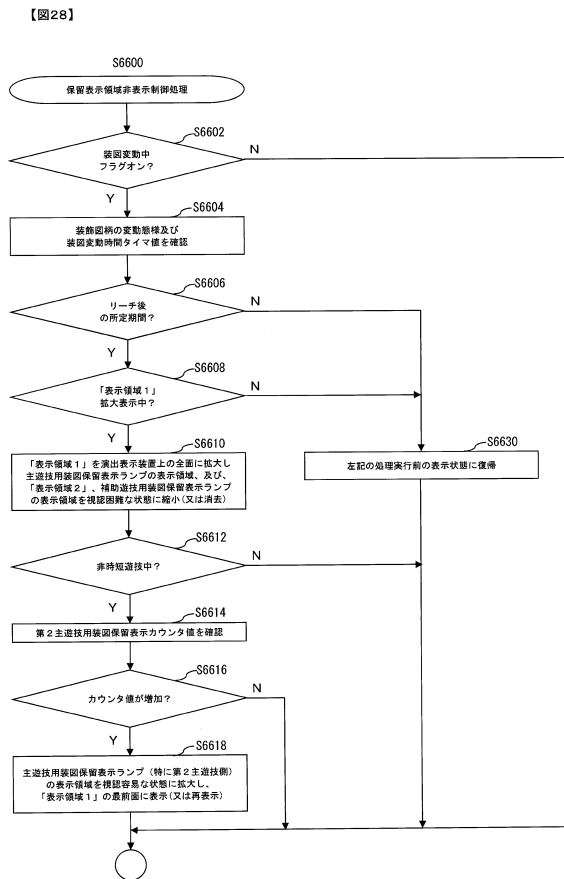 【図28】
S6600
保留表示領域非表示制御処理
S6602
装図変動中
フラグオン？
N
Y
S6604
装飾図柄の変動態様及び
装図変動時間タイマ値を確認
S6606
リーチ後
の所定期間？
N
Y
S6608
「表示領域１」
拡大表示中？
N
Y
S6610
「表示領域１」を演出表示装置上の全面に拡大し
主遊技用装図保留表示ランプの表示領域、及び、
「表示領域２」、補助遊技用装図保留表示ランプ
の表示領域を視認困難な状態に縮小(又は消去)
S6630
左記の処理実行前の表示状態に復帰
S6612
非時短遊技中？
N
Y
S6614
第２主遊技用装図保留表示カウンタ値を確認
S6616
カウンタ値が増加？
N
Y
S6618
主遊技用装図保留表示ランプ（特に第２主遊技側）
の表示領域を視認容易な状態に拡大し、
「表示領域１」の最前面に表示(又は再表示)